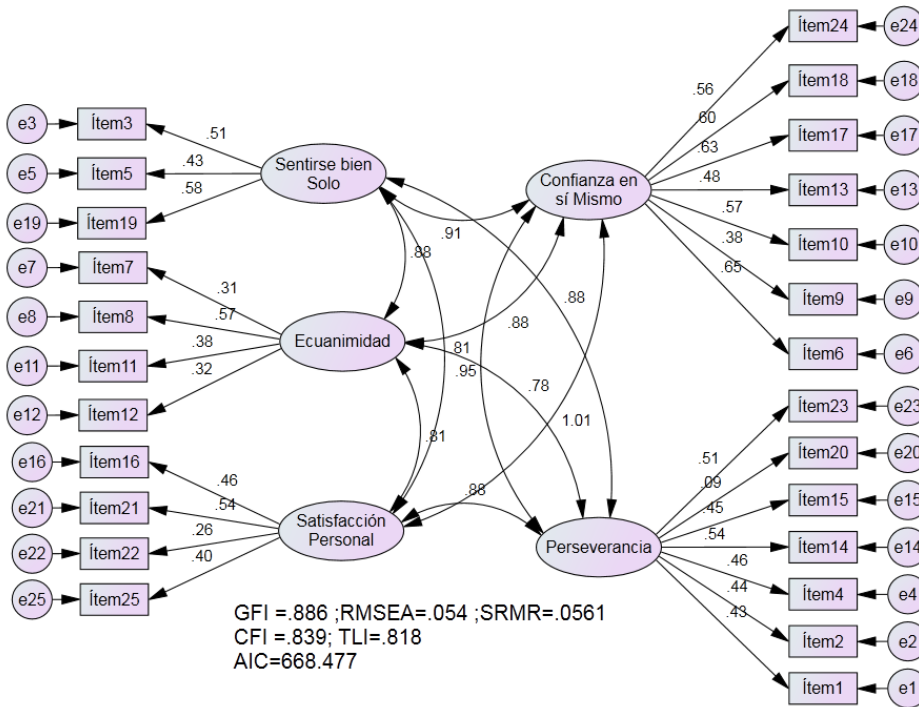 e3
Ítem3
.51
e5
Ítem5
.43
e19
Ítem19
.58
Sentirse bien
Solo
e7
Ítem7
.31
e8
Ítem8
.57
e11
Ítem11
.38
e12
Ítem12
.32
Ecuanimidad
e16
Ítem16
.46
e21
Ítem21
.54
e22
Ítem22
.26
e25
Ítem25
.40
Satisfacción
Personal
.88
.91
.88
.88
.81
.95
.78
1.01
.81
.88
Confianza en
sí Mismo
.56
Ítem24
e24
.60
Ítem18
e18
.63
Ítem17
e17
.48
Ítem13
e13
.57
Ítem10
e10
.38
Ítem9
e9
.65
Ítem6
e6
Perseverancia
.51
Ítem23
e23
.09
Ítem20
e20
.45
Ítem15
e15
.54
Ítem14
e14
.46
Ítem4
e4
.44
Ítem2
e2
.43
Ítem1
e1
GFI =.886 ;RMSEA=.054 ;SRMR=.0561
CFI =.839; TLI=.818
AIC=668.477